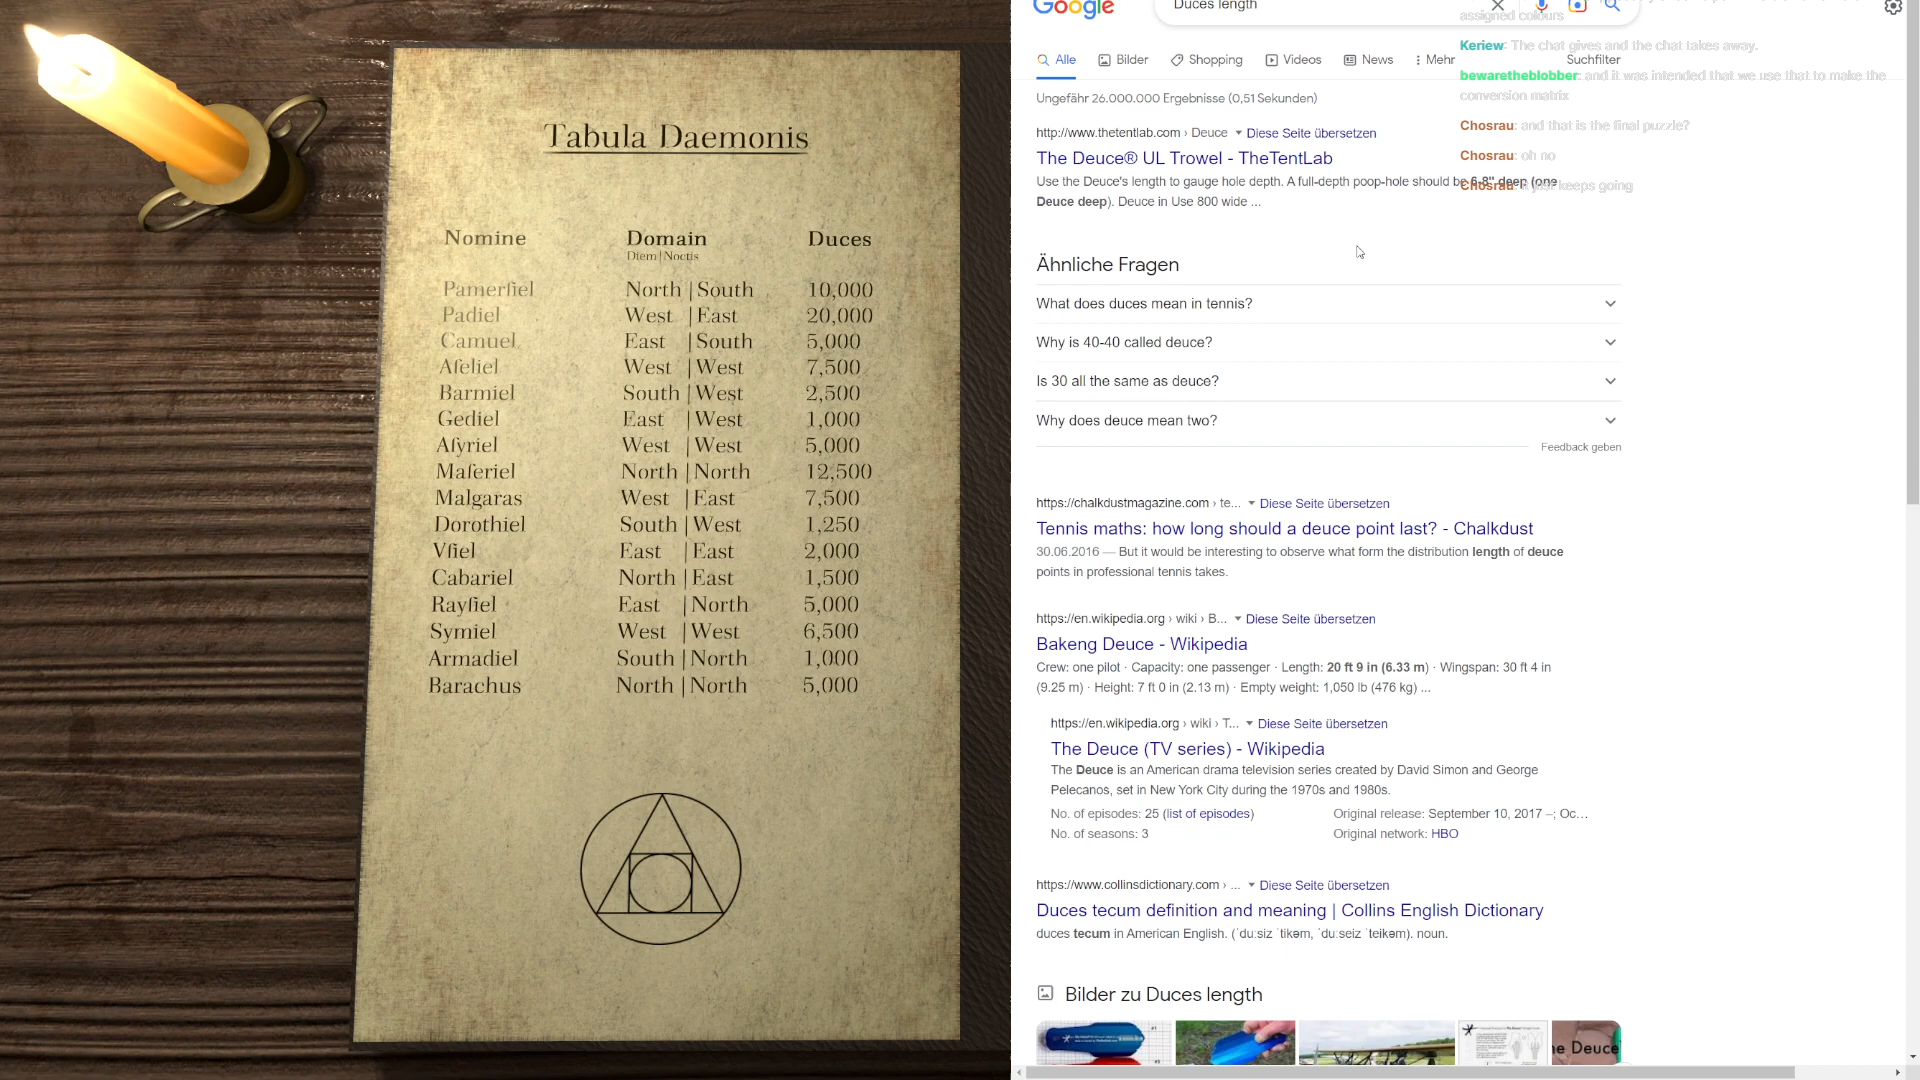 Tabula Daemonis
Nomine Domain Duces
Diem|Noctis
Pamerſiel North |South 10,000
Padiel West |East 20,000
Camuel East |South 5,000
Aſeliel West |West 7,500
Barmiel South |West 2,500
Gediel East |West 1,000
Aſyriel West |West 5,000
Maſeriel North |North 12,500
Malgaras West |East 7,500
Dorothiel South |West 1,250
Vſiel East |East 2,000
Cabariel North |East 1,500
Rayſiel East |North 5,000
Symiel West |West 6,500
Armadiel South |North 1,000
Barachus North |North 5,000
Google
Duces length
assigned colours
Keriew: The chat gives and the chat takes away.
Alle Bilder Shopping Videos News Mehr Suchfilter
bewaretheblobber: and it was intended that we use that to make the
conversion matrix
Ungefähr 26.000.000 Ergebnisse (0,51 Sekunden)
Chosrau: and that is the final puzzle?
http://www.thetentlab.com › Deuce Diese Seite übersetzen
The Deuce® UL Trowel - TheTentLab
Chosrau: oh no
Use the Deuce's length to gauge hole depth. A full-depth poop-hole should be 6-8" deep (one
Chosrau: keeps going
Deuce deep). Deuce in Use 800 wide ...
Ähnliche Fragen
What does duces mean in tennis?
Why is 40-40 called deuce?
Is 30 all the same as deuce?
Why does deuce mean two?
Feedback geben
https://chalkdustmagazine.com › te... Diese Seite übersetzen
Tennis maths: how long should a deuce point last? - Chalkdust
30.06.2016 — But it would be interesting to observe what form the distribution length of deuce
points in professional tennis takes.
https://en.wikipedia.org › wiki › B... Diese Seite übersetzen
Bakeng Deuce - Wikipedia
Crew: one pilot · Capacity: one passenger · Length: 20 ft 9 in (6.33 m) · Wingspan: 30 ft 4 in
(9.25 m) · Height: 7 ft 0 in (2.13 m) · Empty weight: 1,050 lb (476 kg) ...
https://en.wikipedia.org › wiki › T... Diese Seite übersetzen
The Deuce (TV series) - Wikipedia
The Deuce is an American drama television series created by David Simon and George
Pelecanos, set in New York City during the 1970s and 1980s.
No. of episodes: 25 (list of episodes) Original release: September 10, 2017 –; Oc...
No. of seasons: 3 Original network: HBO
https://www.collinsdictionary.com › ... Diese Seite übersetzen
Duces tecum definition and meaning | Collins English Dictionary
duces tecum in American English. (ˈduːsiz ˈtikəm, ˈduːseiz ˈteikəm). noun.
Bilder zu Duces length
he Deuce